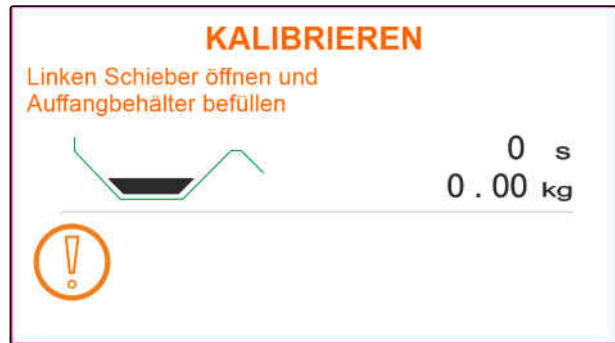 KALIBRIEREN
Linken Schieber öffnen und
Auffangbehälter befüllen
0 s
0.00 kg